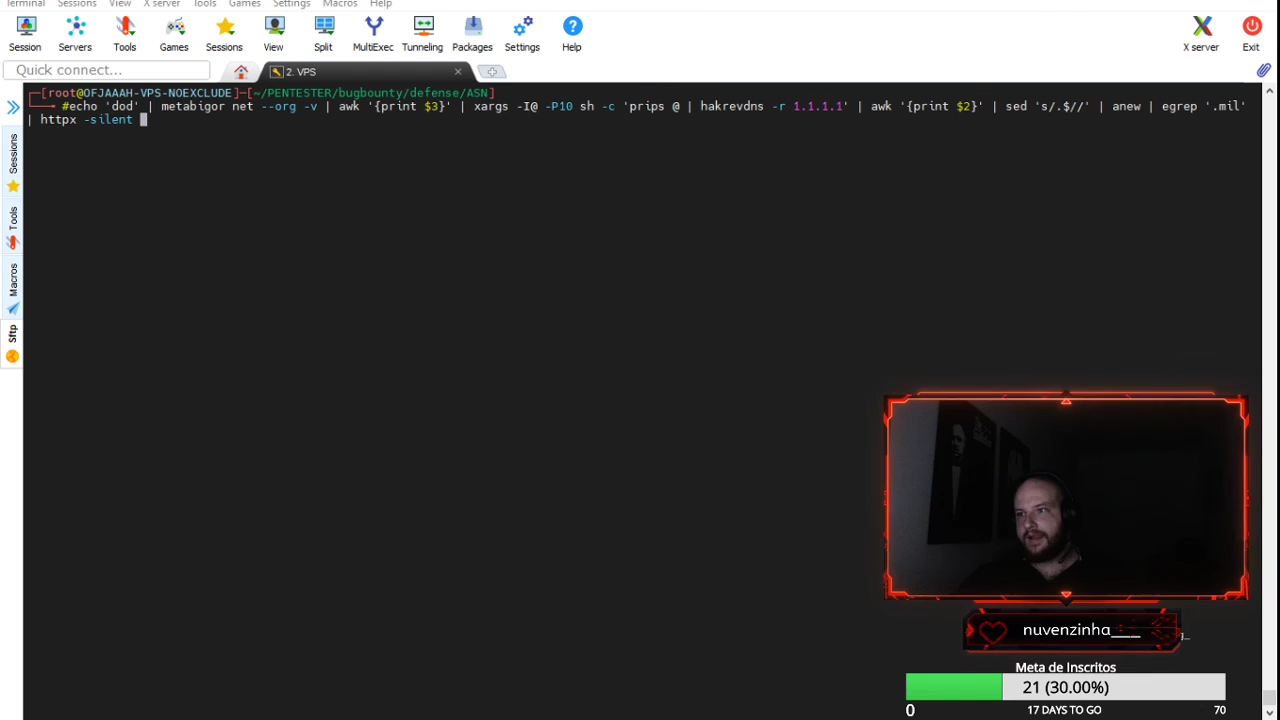 Terminal Sessions View X server Tools Games Settings Macros Help
Session Servers Tools Games Sessions View Split MultiExec Tunneling Packages Settings Help X server Exit
Quick connect... 2. VPS
┌─[root@OFJAAAH-VPS-NOEXCLUDE]─[~/PENTESTER/bugbounty/defense/ASN]
└──╼ #echo 'dod' | metabigor net --org -v | awk '{print $3}' | xargs -I@ -P10 sh -c 'prips @ | hakrevdns -r 1.1.1.1' | awk '{print $2}' | sed 's/.$//' | anew | egrep '.mil'
| httpx -silent
Sessions
Tools
Macros
Sftp
nuvenzinha___
Meta de Inscritos
21 (30.00%)
0 17 DAYS TO GO 70